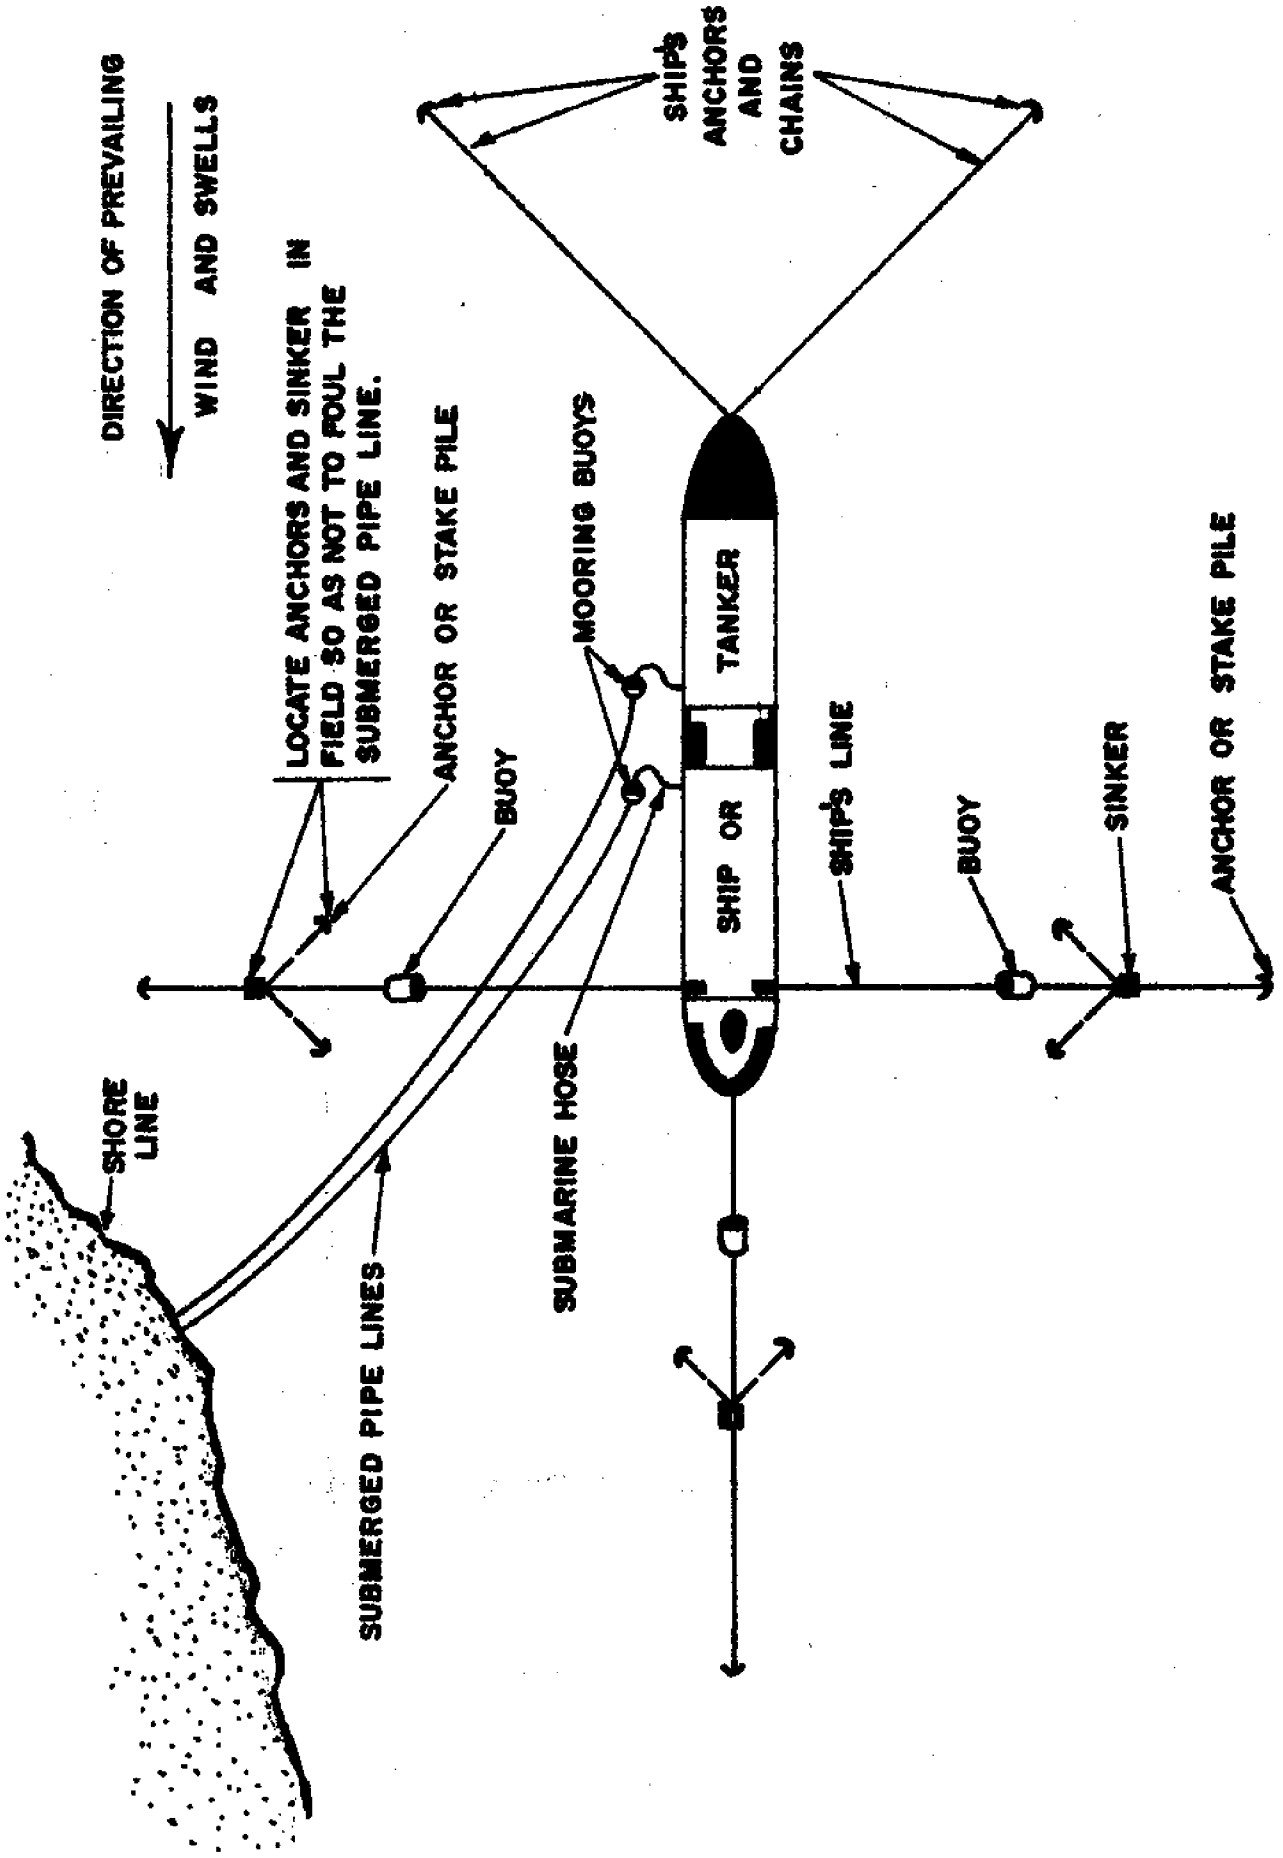 DIRECTION OF PREVAILING
WIND AND SWELLS
LOCATE ANCHORS AND SINKER IN
FIELD SO AS NOT TO FOUL THE
SUBMERGED PIPE LINE.
ANCHOR OR STAKE PILE
BUOY
MOORING BUOYS
SHIP'S
ANCHORS
AND
CHAINS
SHORE
LINE
SUBMERGED PIPE LINES
SUBMARINE HOSE
SHIP OR TANKER
SHIP'S LINE
BUOY
SINKER
ANCHOR OR STAKE PILE